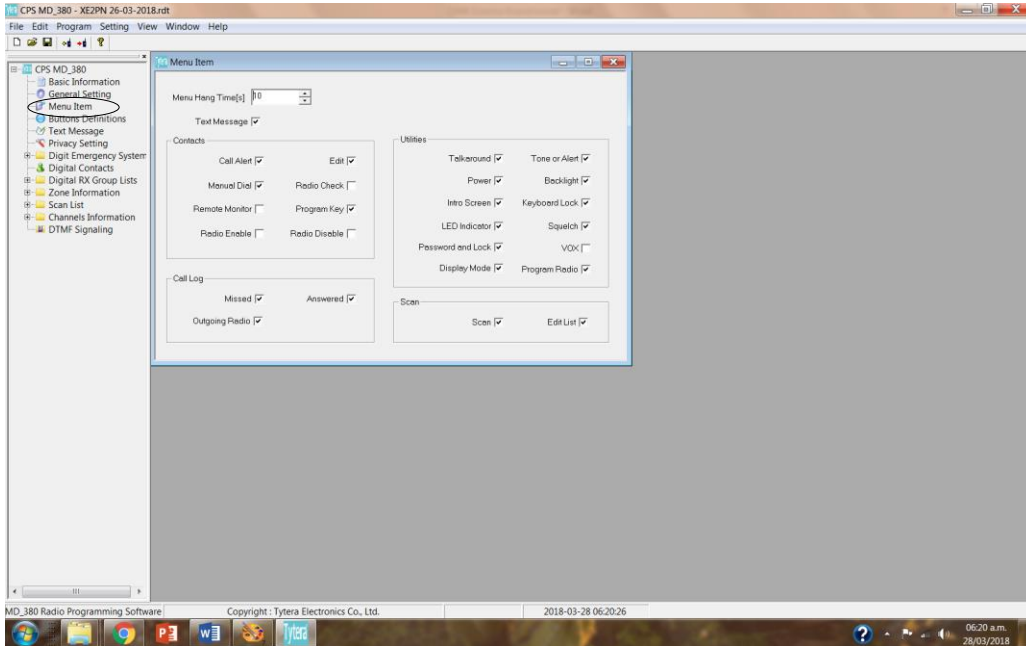 CPS MD_380 - XE2PN 26-03-2018.rdt
File Edit Program Setting View Window Help
CPS MD_380
Basic Information
General Setting
Menu Item
Buttons Definitions
Text Message
Privacy Setting
Digit Emergency System
Digital Contacts
Digital RX Group Lists
Zone Information
Scan List
Channels Information
DTMF Signaling
Menu Item
Menu Hang Time[s] 10
Text Message
Contacts
Call Alert Edit
Manual Dial Radio Check
Remote Monitor Program Key
Radio Enable Radio Disable
Call Log
Missed Answered
Outgoing Radio
Utilities
Talkaround Tone or Alert
Power Backlight
Intro Screen Keyboard Lock
LED Indicator Squelch
Password and Lock VOX
Display Mode Program Radio
Scan
Scan Edit List
MD_380 Radio Programming Software Copyright : Tytera Electronics Co., Ltd. 2018-03-28 06:20:26
Tytera
06:20 a.m.
28/03/2018